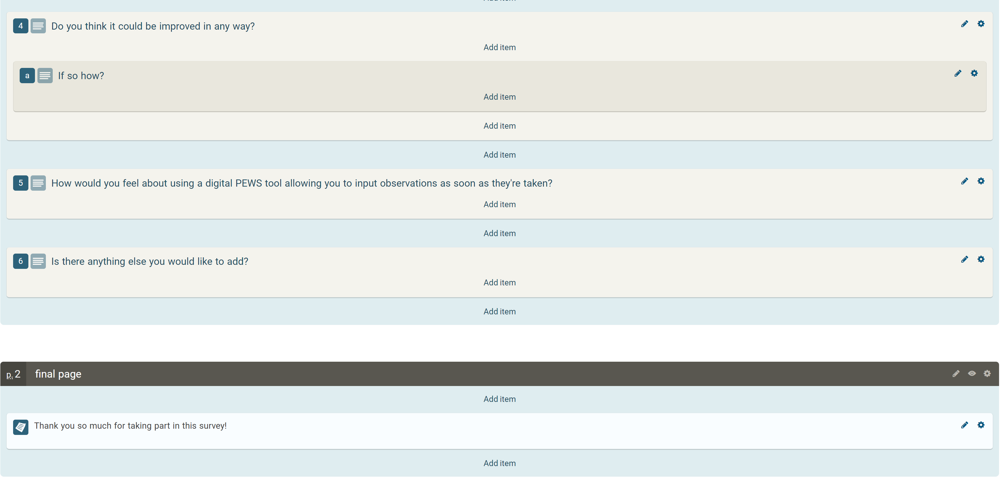 Add item
4 Do you think it could be improved in any way?
Add item
a If so how?
Add item
Add item
Add item
5 How would you feel about using a digital PEWS tool allowing you to input observations as soon as they're taken?
Add item
Add item
6 Is there anything else you would like to add?
Add item
Add item
p. 2 final page
Add item
Thank you so much for taking part in this survey!
Add item